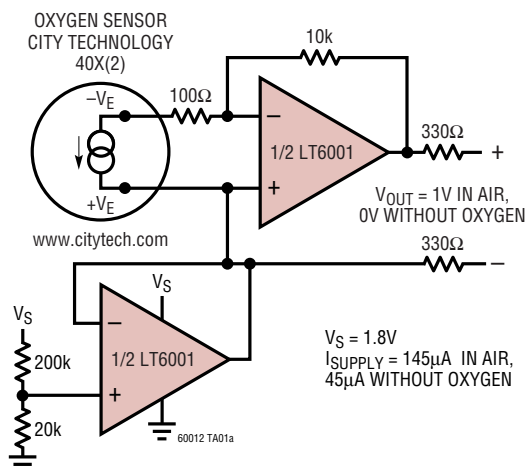 OXYGEN SENSOR
CITY TECHNOLOGY
40X(2)
10k
100Ω
–VE
–
330Ω
1/2 LT6001
+
+
VOUT = 1V IN AIR,
0V WITHOUT OXYGEN
+VE
www.citytech.com
330Ω
–
VS
VS
–
200k
1/2 LT6001
+
20k
VS = 1.8V
ISUPPLY = 145µA IN AIR,
45µA WITHOUT OXYGEN
60012 TA01a